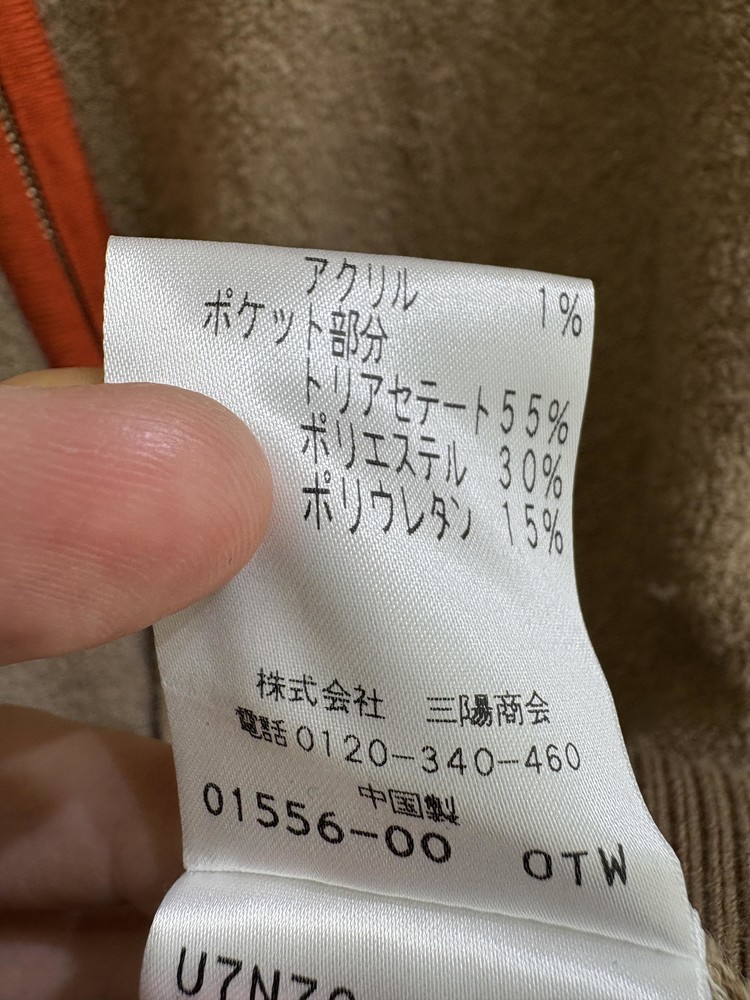 アクリル 1%
ポケット部分
トリアセテート 55%
ポリエステル 30%
ポリウレタン 15%
株式会社 三陽商会
電話0120-340-460
中国製
01556-00 OTW